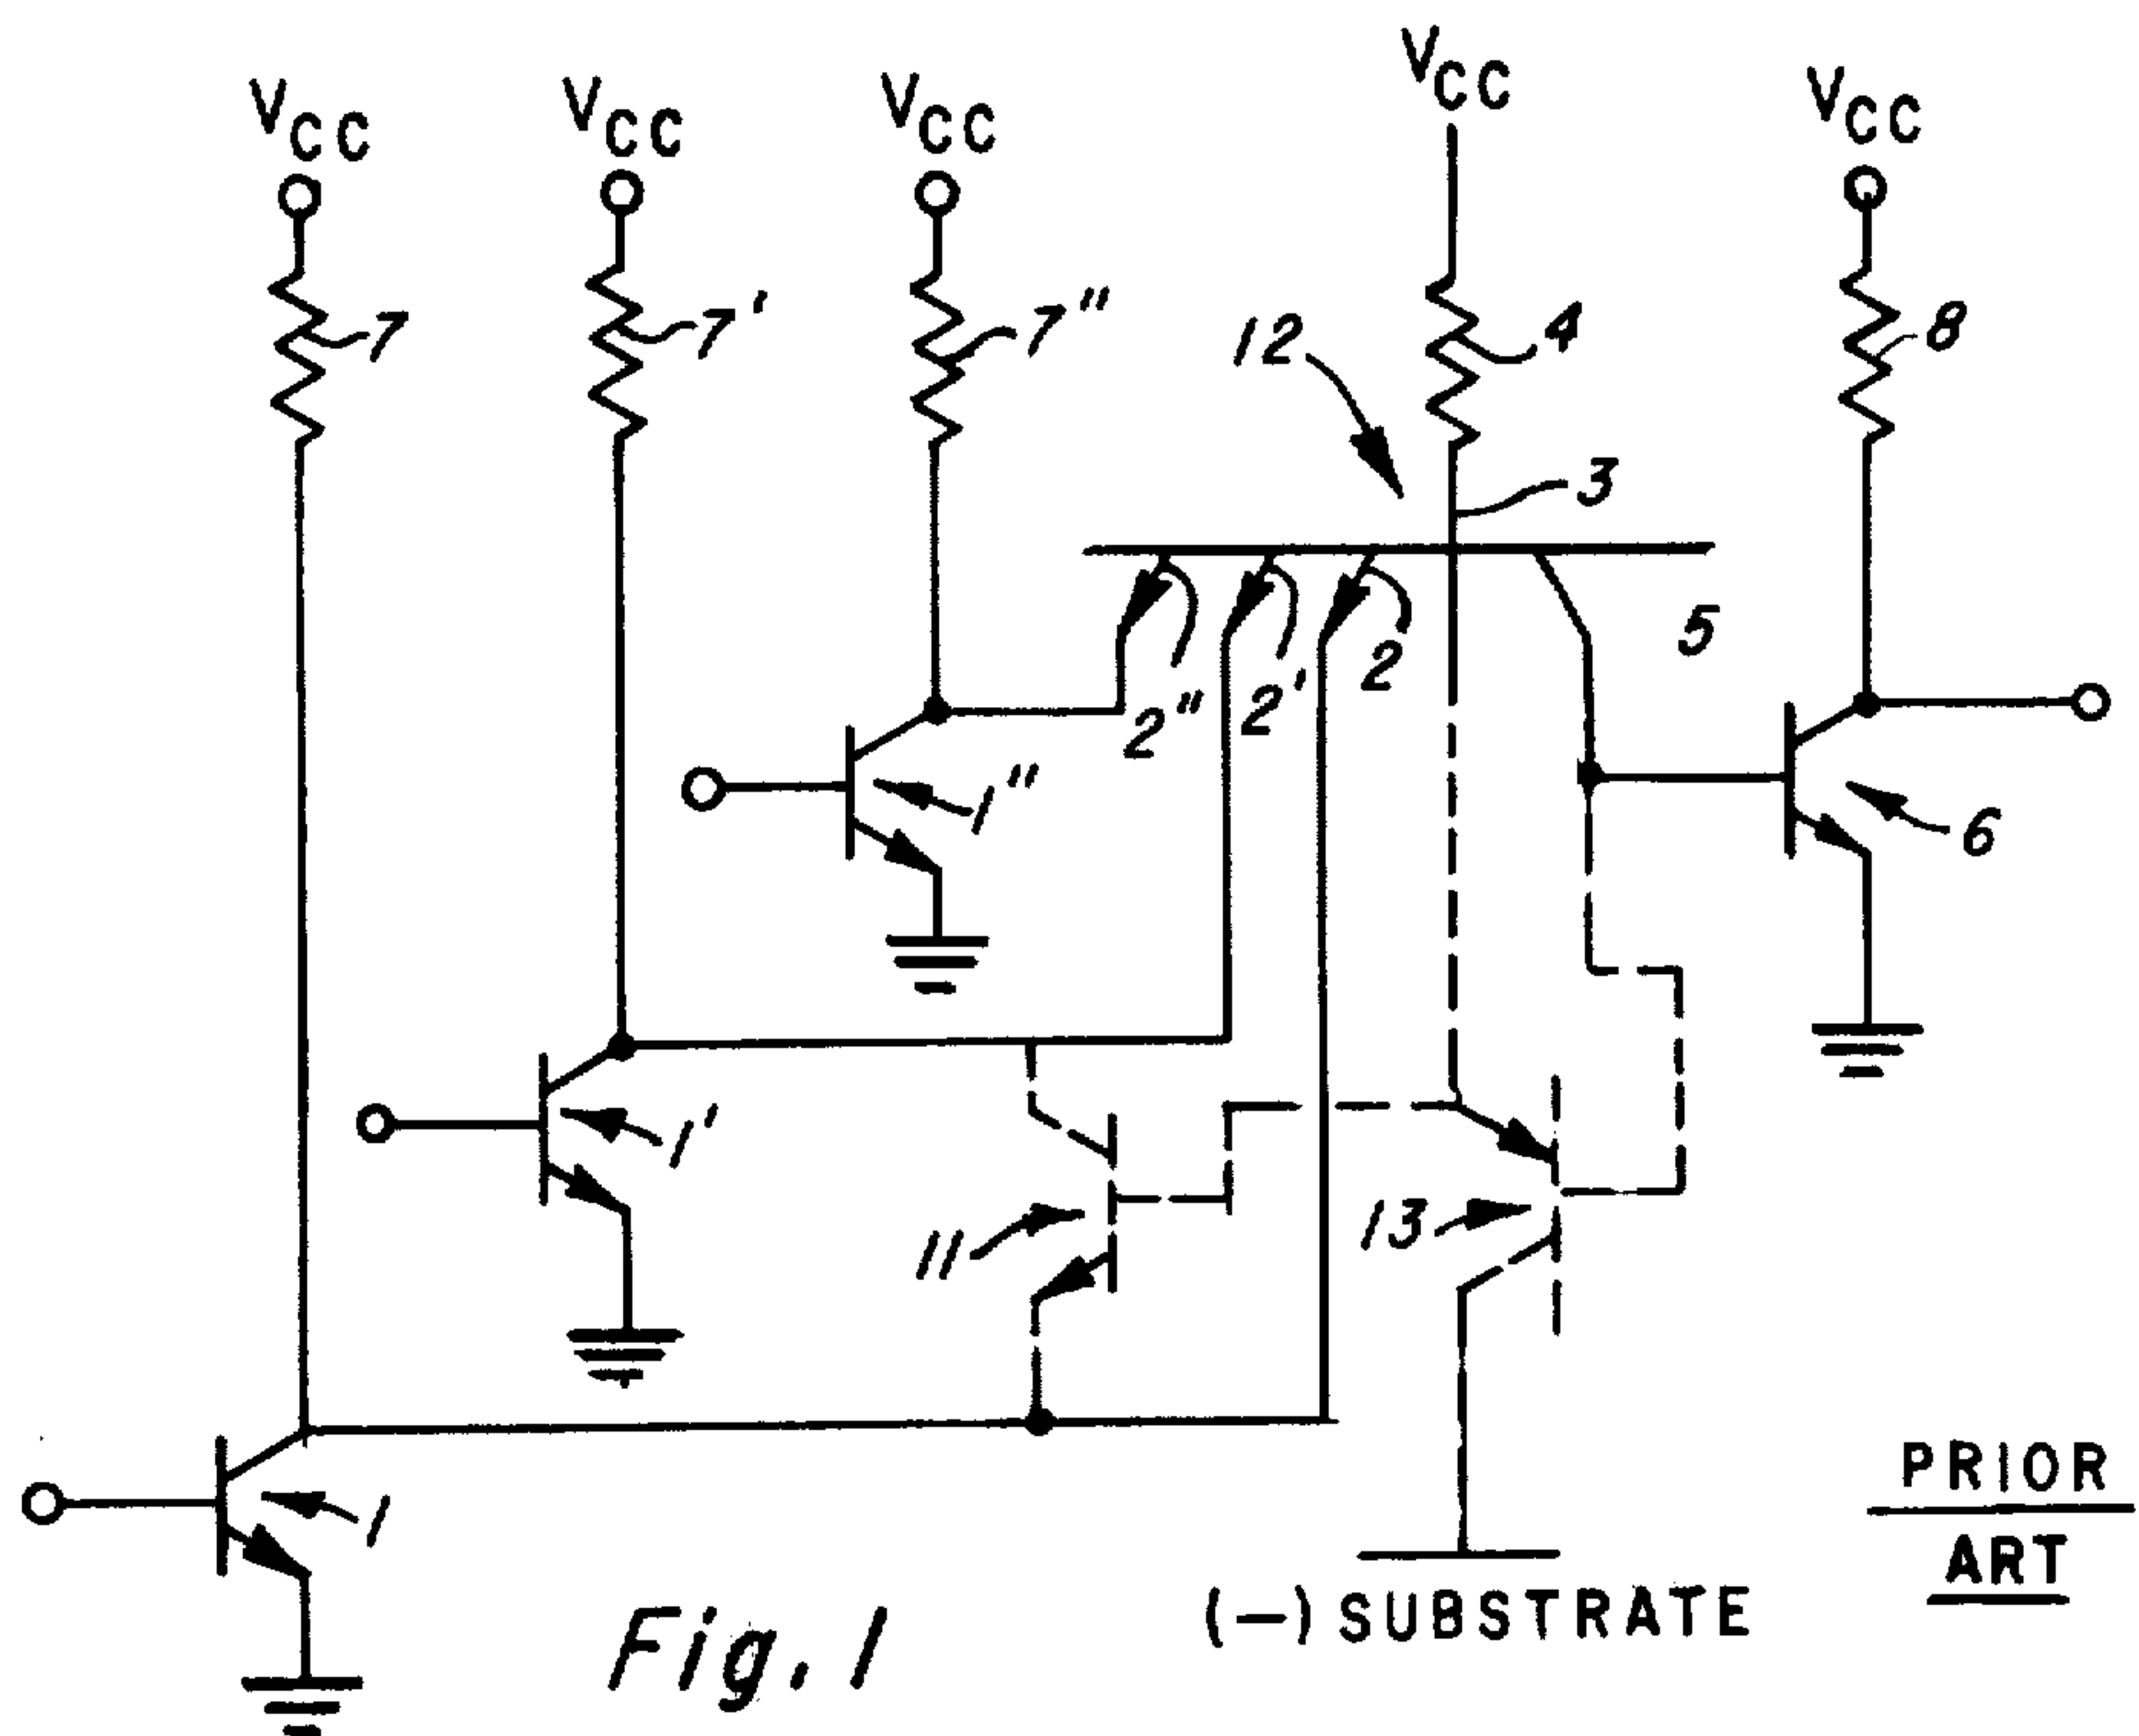 VCC VCC VCC VCC VCC
7 7' 7" 12 4 8
3
2" 2' 2 5
1" 6
1'
11 13
1
PRIOR
ART
(—) SUBSTRATE
Fig. 1